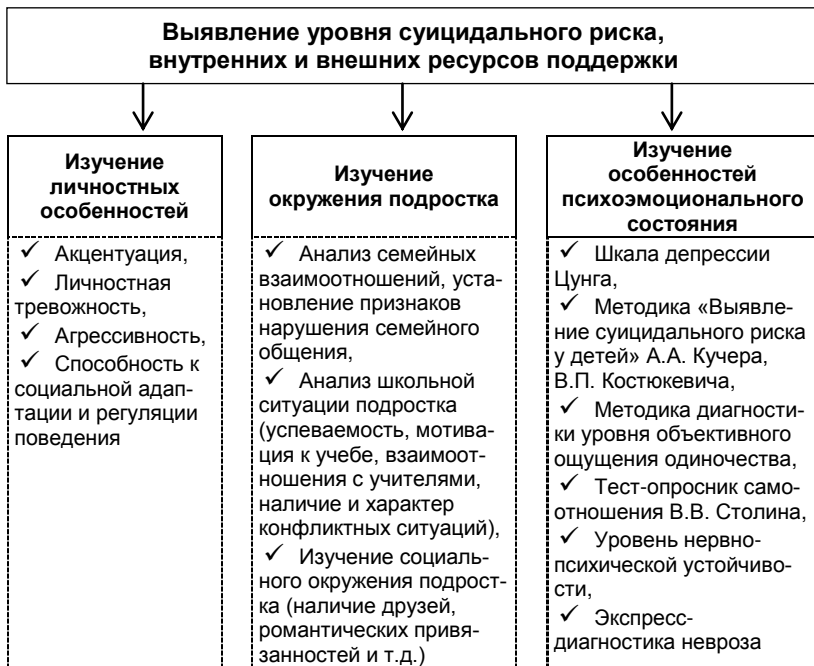 Выявление уровня суицидального риска,
внутренних и внешних ресурсов поддержки
Изучение
личностных
особенностей
✓ Акцентуация,
✓ Личностная
тревожность,
✓ Агрессивность,
✓ Способность к
социальной адап-
тации и регуляции
поведения
Изучение
окружения подростка
✓ Анализ семейных
взаимоотношений, уста-
новление признаков
нарушения семейного
общения,
✓ Анализ школьной
ситуации подростка
(успеваемость, мотива-
ция к учебе, взаимоот-
ношения с учителями,
наличие и характер
конфликтных ситуаций),
✓ Изучение социаль-
ного окружения подрост-
ка (наличие друзей,
романтических привя-
занностей и т.д.)
Изучение
особенностей
психоэмоционального
состояния
✓ Шкала депрессии
Цунга,
✓ Методика «Выявле-
ние суицидального риска
у детей» А.А. Кучера,
В.П. Костюкевича,
✓ Методика диагности-
ки уровня объективного
ощущения одиночества,
✓ Тест-опросник само-
отношения В.В. Столина,
✓ Уровень нервно-
психической устойчиво-
сти,
✓ Экспресс-
диагностика невроза